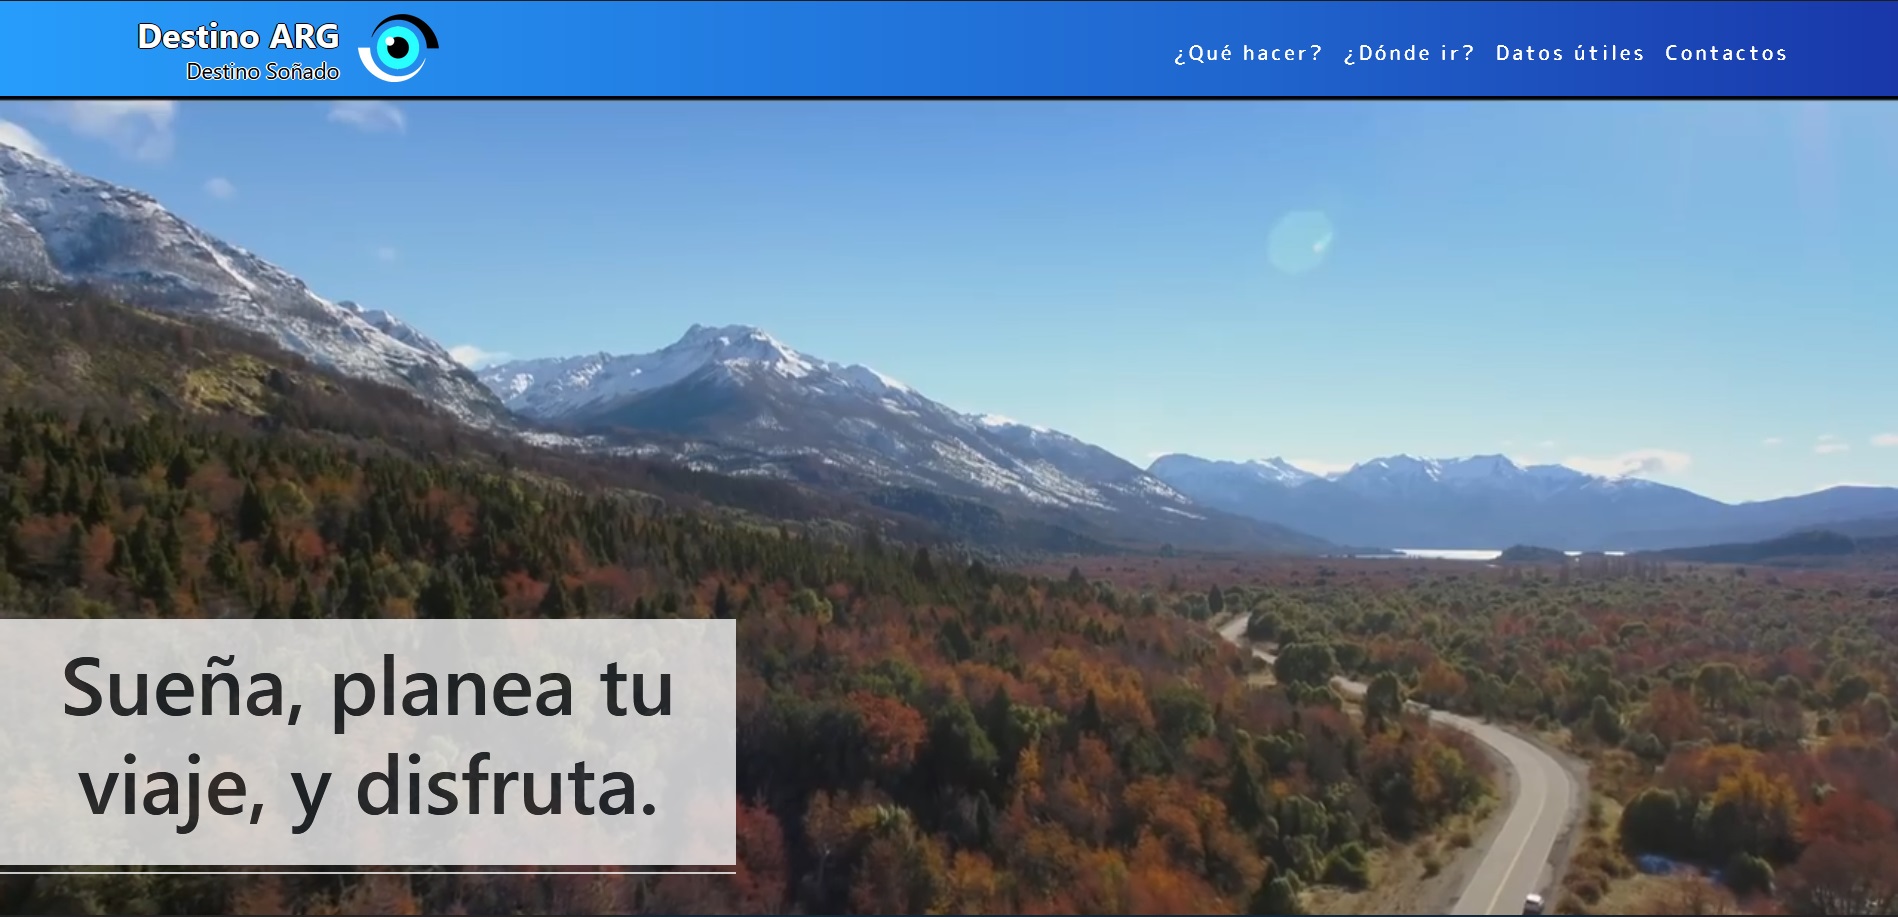 Destino ARG
Destino Soñado
¿Qué hacer? ¿Dónde ir? Datos útiles Contactos
Sueña, planea tu
viaje, y disfruta.